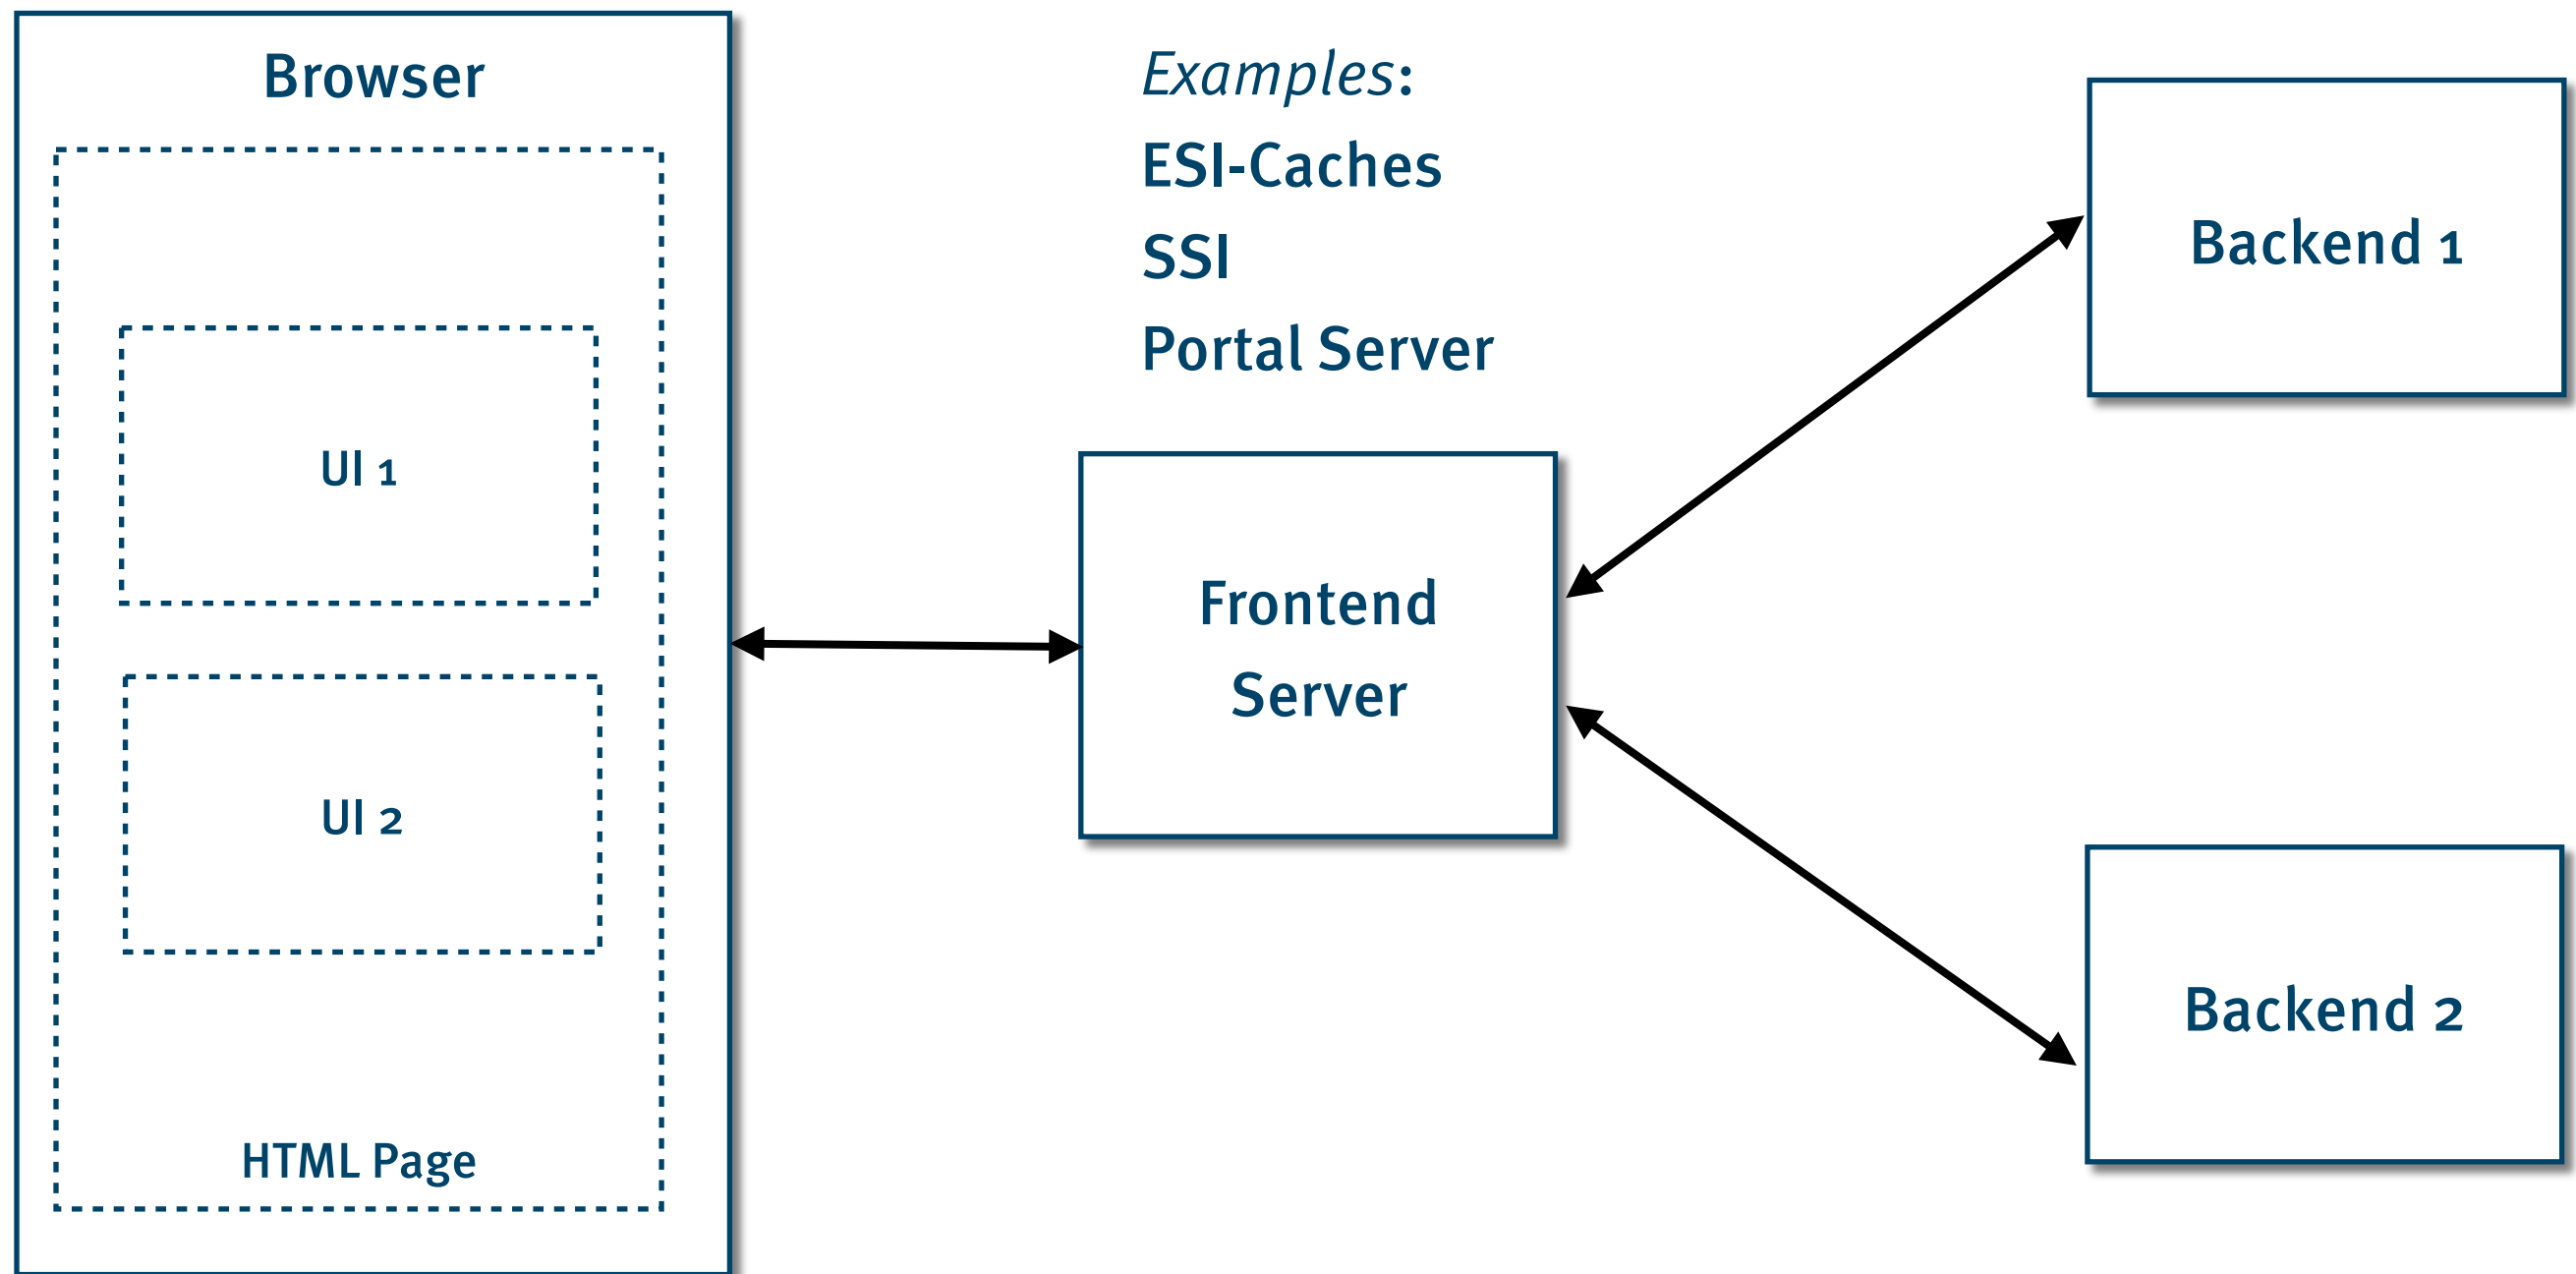 Browser
UI 1
UI 2
HTML Page
Examples:
ESI-Caches
SSI
Portal Server
Frontend
Server
Backend 1
Backend 2